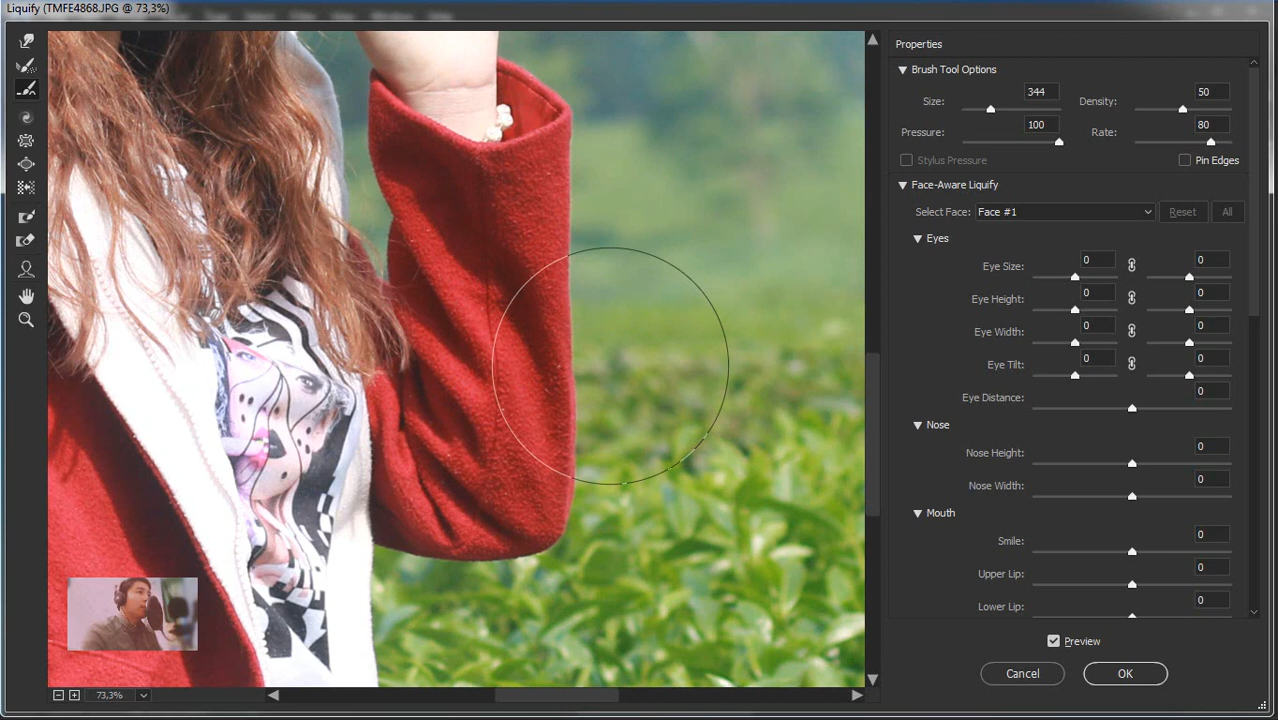 Liquify (TMFE4868.JPG @ 73,3%)
Properties
Brush Tool Options
Size: 344 Density: 50
Pressure: 100 Rate: 80
Stylus Pressure Pin Edges
Face-Aware Liquify
Select Face: Face #1 Reset All
Eyes
Eye Size: 0 0
Eye Height: 0 0
Eye Width: 0 0
Eye Tilt: 0 0
Eye Distance: 0
Nose
Nose Height: 0
Nose Width: 0
Mouth
Smile: 0
Upper Lip: 0
Lower Lip: 0
Preview
Cancel OK
73,3%